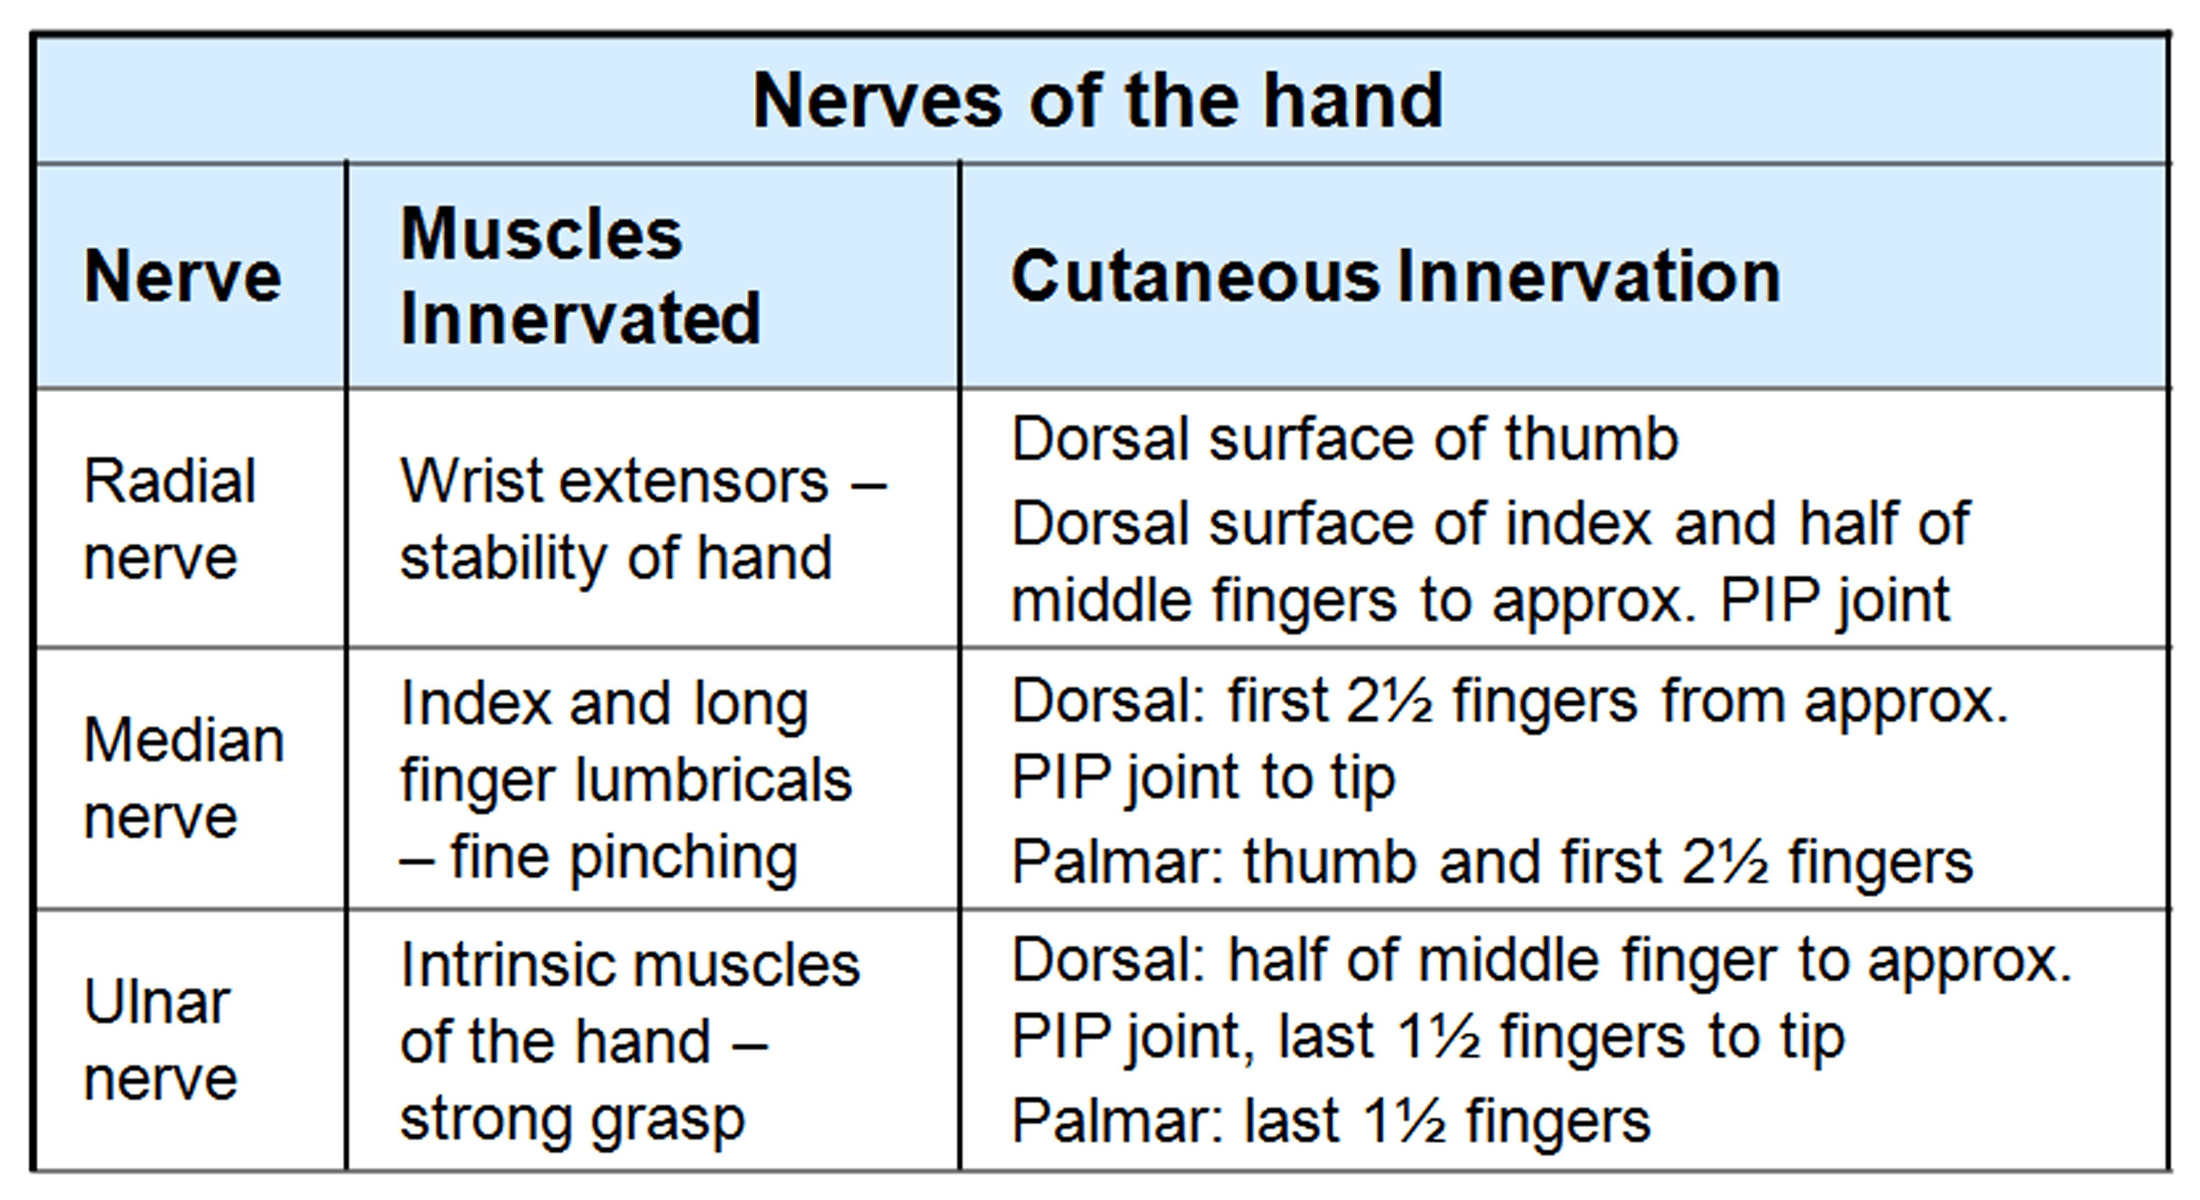 Nerves of the hand
Nerve
Muscles
Innervated
Cutaneous Innervation
Radial
nerve
Wrist extensors –
stability of hand
Dorsal surface of thumb
Dorsal surface of index and half of
middle fingers to approx. PIP joint
Median
nerve
Index and long
finger lumbricals
– fine pinching
Dorsal: first 2½ fingers from approx.
PIP joint to tip
Palmar: thumb and first 2½ fingers
Ulnar
nerve
Intrinsic muscles
of the hand –
strong grasp
Dorsal: half of middle finger to approx.
PIP joint, last 1½ fingers to tip
Palmar: last 1½ fingers